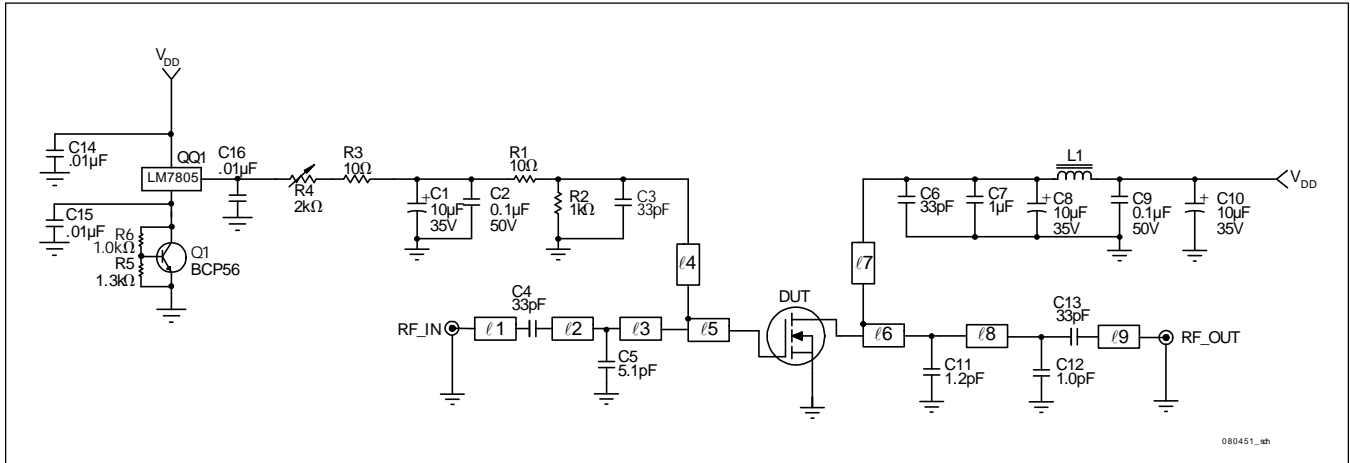 V_DD
C14
.01µF
QQ1
LM7805
C16
.01µF
R4
2kΩ
R3
10Ω
C1
10µF
35V
C2
0.1µF
50V
R1
10Ω
R2
1kΩ
C3
33pF
C15
.01µF
R6
1.0kΩ
R5
1.3kΩ
Q1
BCP56
ℓ4
RF_IN
ℓ1
C4
33pF
ℓ2
C5
5.1pF
ℓ3
ℓ5
DUT
ℓ7
ℓ6
C6
33pF
C7
1µF
C8
10µF
35V
L1
C9
0.1µF
50V
C10
10µF
35V
V_DD
C11
1.2pF
ℓ8
C12
1.0pF
C13
33pF
ℓ9
RF_OUT
080451_sch